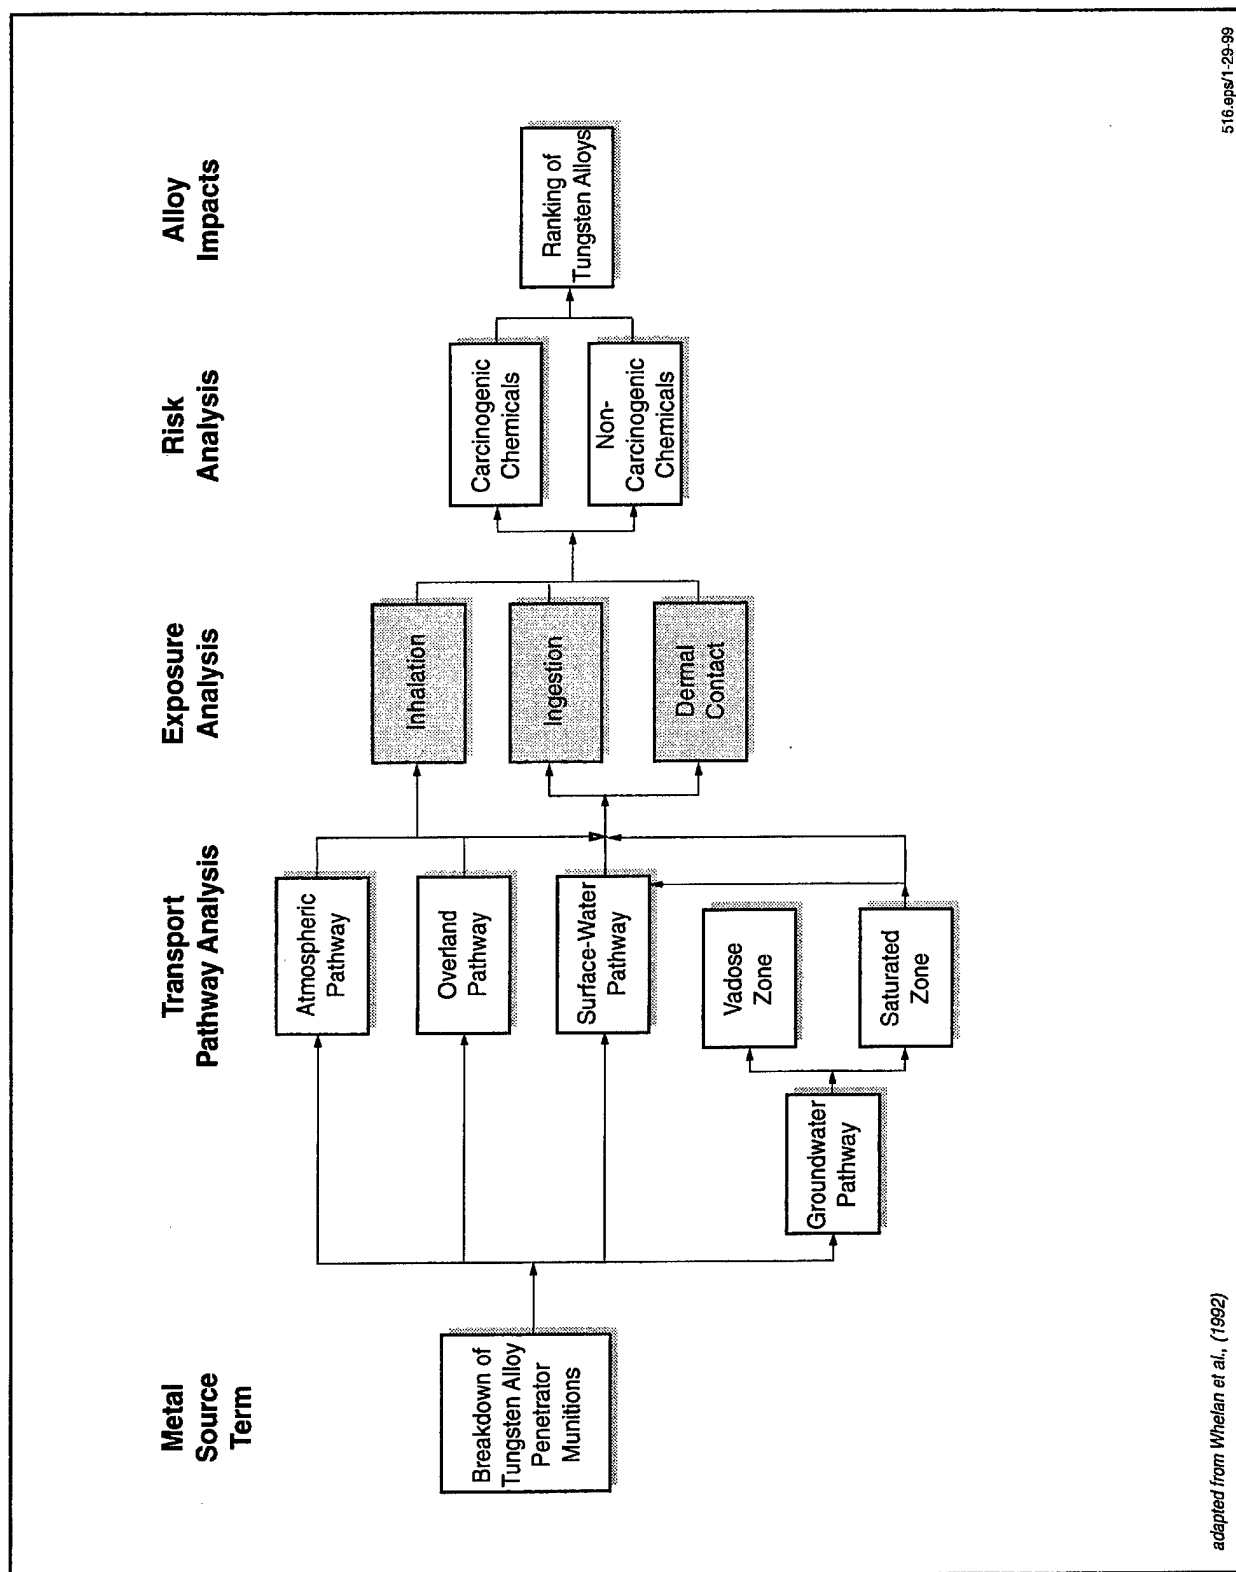 Metal
Source
Term
Transport
Pathway Analysis
Exposure
Analysis
Risk
Analysis
Alloy
Impacts
Breakdown of
Tungsten Alloy
Penetrator
Munitions
Atmospheric
Pathway
Overland
Pathway
Surface-Water
Pathway
Groundwater
Pathway
Vadose
Zone
Saturated
Zone
Inhalation
Ingestion
Dermal
Contact
Carcinogenic
Chemicals
Non-
Carcinogenic
Chemicals
Ranking of
Tungsten Alloys
adapted from Whelan et al., (1992)
516.eps/1-29-99